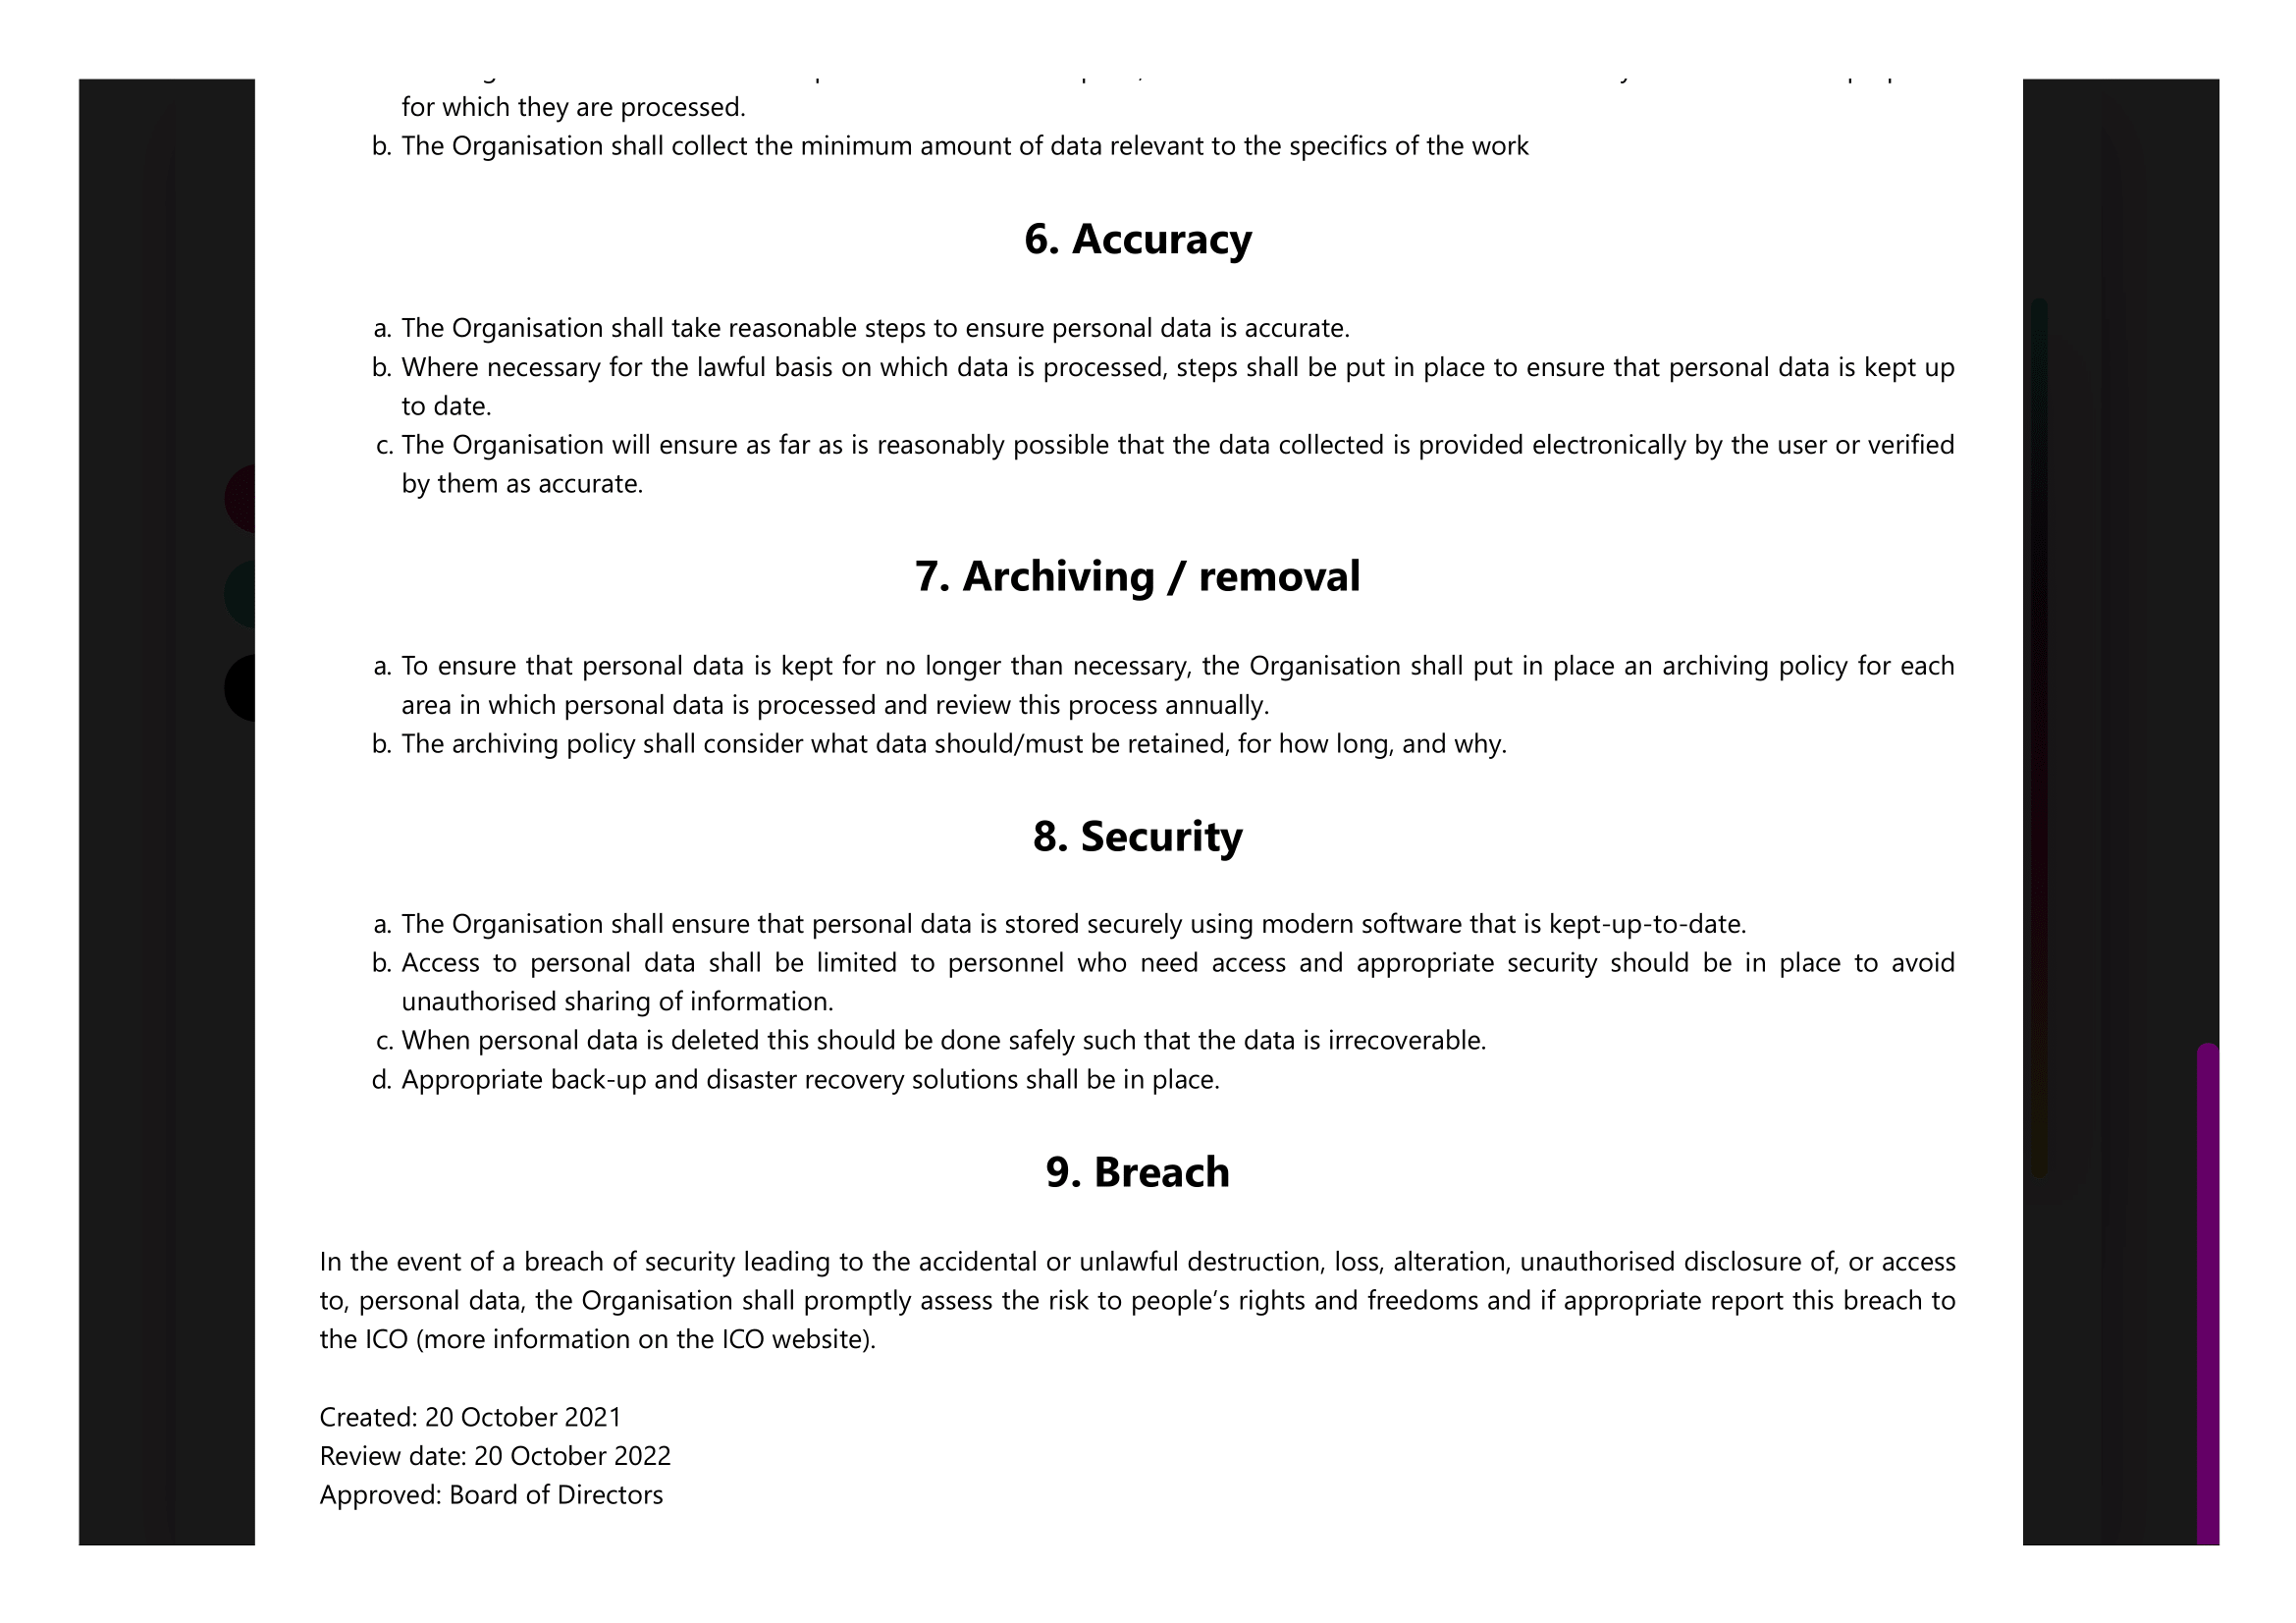 for which they are processed.
b. The Organisation shall collect the minimum amount of data relevant to the specifics of the work
6. Accuracy
a. The Organisation shall take reasonable steps to ensure personal data is accurate.
b. Where necessary for the lawful basis on which data is processed, steps shall be put in place to ensure that personal data is kept up
to date.
c. The Organisation will ensure as far as is reasonably possible that the data collected is provided electronically by the user or verified
by them as accurate.
7. Archiving / removal
a. To ensure that personal data is kept for no longer than necessary, the Organisation shall put in place an archiving policy for each
area in which personal data is processed and review this process annually.
b. The archiving policy shall consider what data should/must be retained, for how long, and why.
8. Security
a. The Organisation shall ensure that personal data is stored securely using modern software that is kept-up-to-date.
b. Access to personal data shall be limited to personnel who need access and appropriate security should be in place to avoid
unauthorised sharing of information.
c. When personal data is deleted this should be done safely such that the data is irrecoverable.
d. Appropriate back-up and disaster recovery solutions shall be in place.
9. Breach
In the event of a breach of security leading to the accidental or unlawful destruction, loss, alteration, unauthorised disclosure of, or access
to, personal data, the Organisation shall promptly assess the risk to people’s rights and freedoms and if appropriate report this breach to
the ICO (more information on the ICO website).
Created: 20 October 2021
Review date: 20 October 2022
Approved: Board of Directors